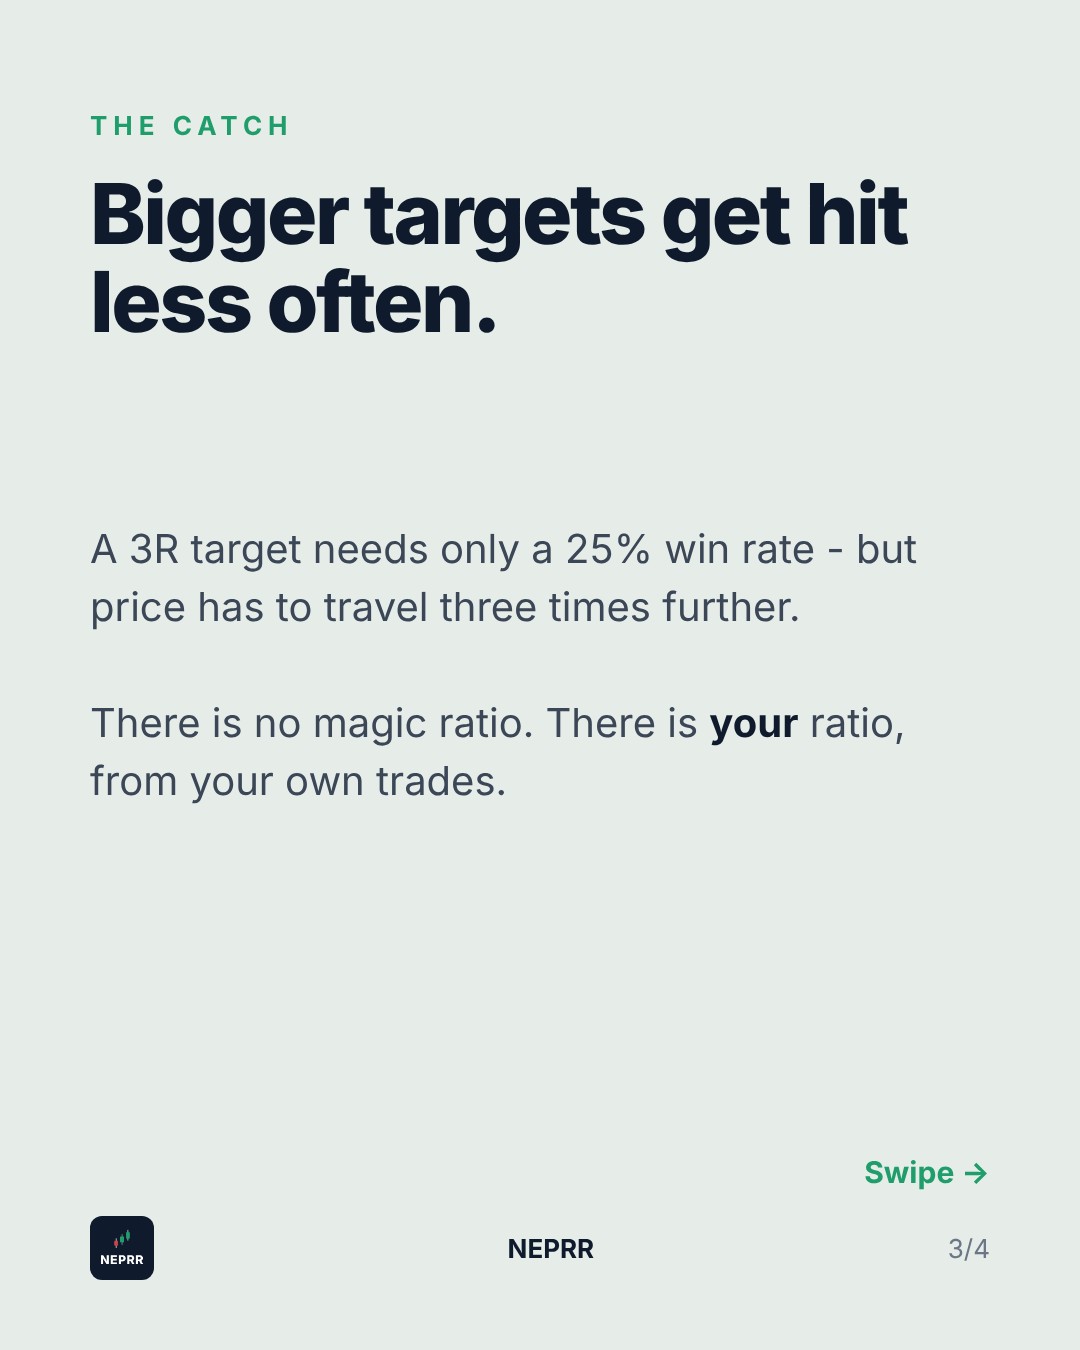 THE CATCH
Bigger targets get hit
less often.
A 3R target needs only a 25% win rate - but
price has to travel three times further.
There is no magic ratio. There is your ratio,
from your own trades.
Swipe →
NEPRR
NEPRR
3/4